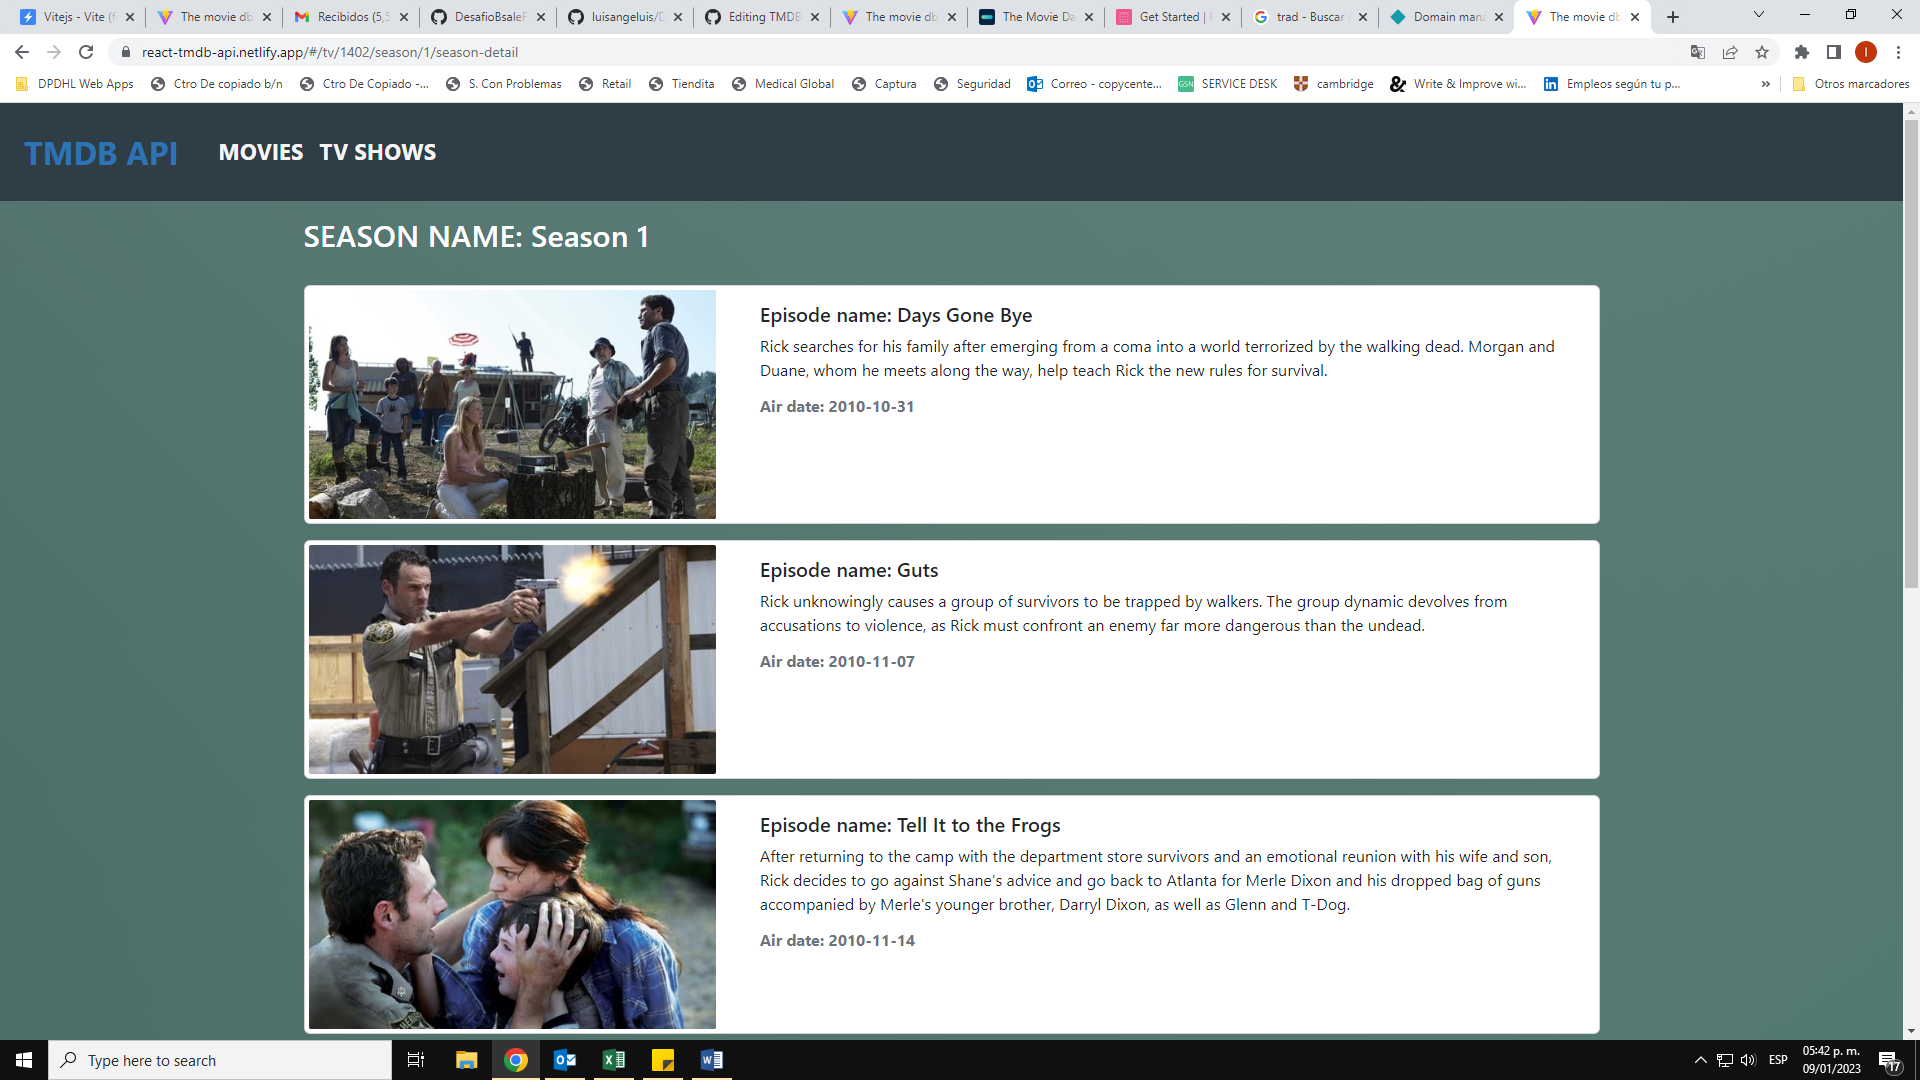 Vitejs - Vite (f
The movie db
Recibidos (5,5
DesafioBsaleF
luisangeluis/D
Editing TMDB
The movie db
The Movie Da
Get Started |
trad - Buscar
Domain mana
The movie db
react-tmdb-api.netlify.app/#/tv/1402/season/1/season-detail
I
DPDHL Web Apps
Ctro De copiado b/n
Ctro De Copiado -...
S. Con Problemas
Retail
Tiendita
Medical Global
Captura
Seguridad
Correo - copycente...
GSN
SERVICE DESK
cambridge
Write & Improve wi...
Empleos según tu p...
»
Otros marcadores
TMDB API
MOVIES
TV SHOWS
SEASON NAME: Season 1
Episode name: Days Gone Bye
Rick searches for his family after emerging from a coma into a world terrorized by the walking dead. Morgan and
Duane, whom he meets along the way, help teach Rick the new rules for survival.
Air date: 2010-10-31
Episode name: Guts
Rick unknowingly causes a group of survivors to be trapped by walkers. The group dynamic devolves from
accusations to violence, as Rick must confront an enemy far more dangerous than the undead.
Air date: 2010-11-07
Episode name: Tell It to the Frogs
After returning to the camp with the department store survivors and an emotional reunion with his wife and son,
Rick decides to go against Shane's advice and go back to Atlanta for Merle Dixon and his dropped bag of guns
accompanied by Merle's younger brother, Darryl Dixon, as well as Glenn and T-Dog.
Air date: 2010-11-14
Type here to search
ESP
05:42 p. m.
09/01/2023
17